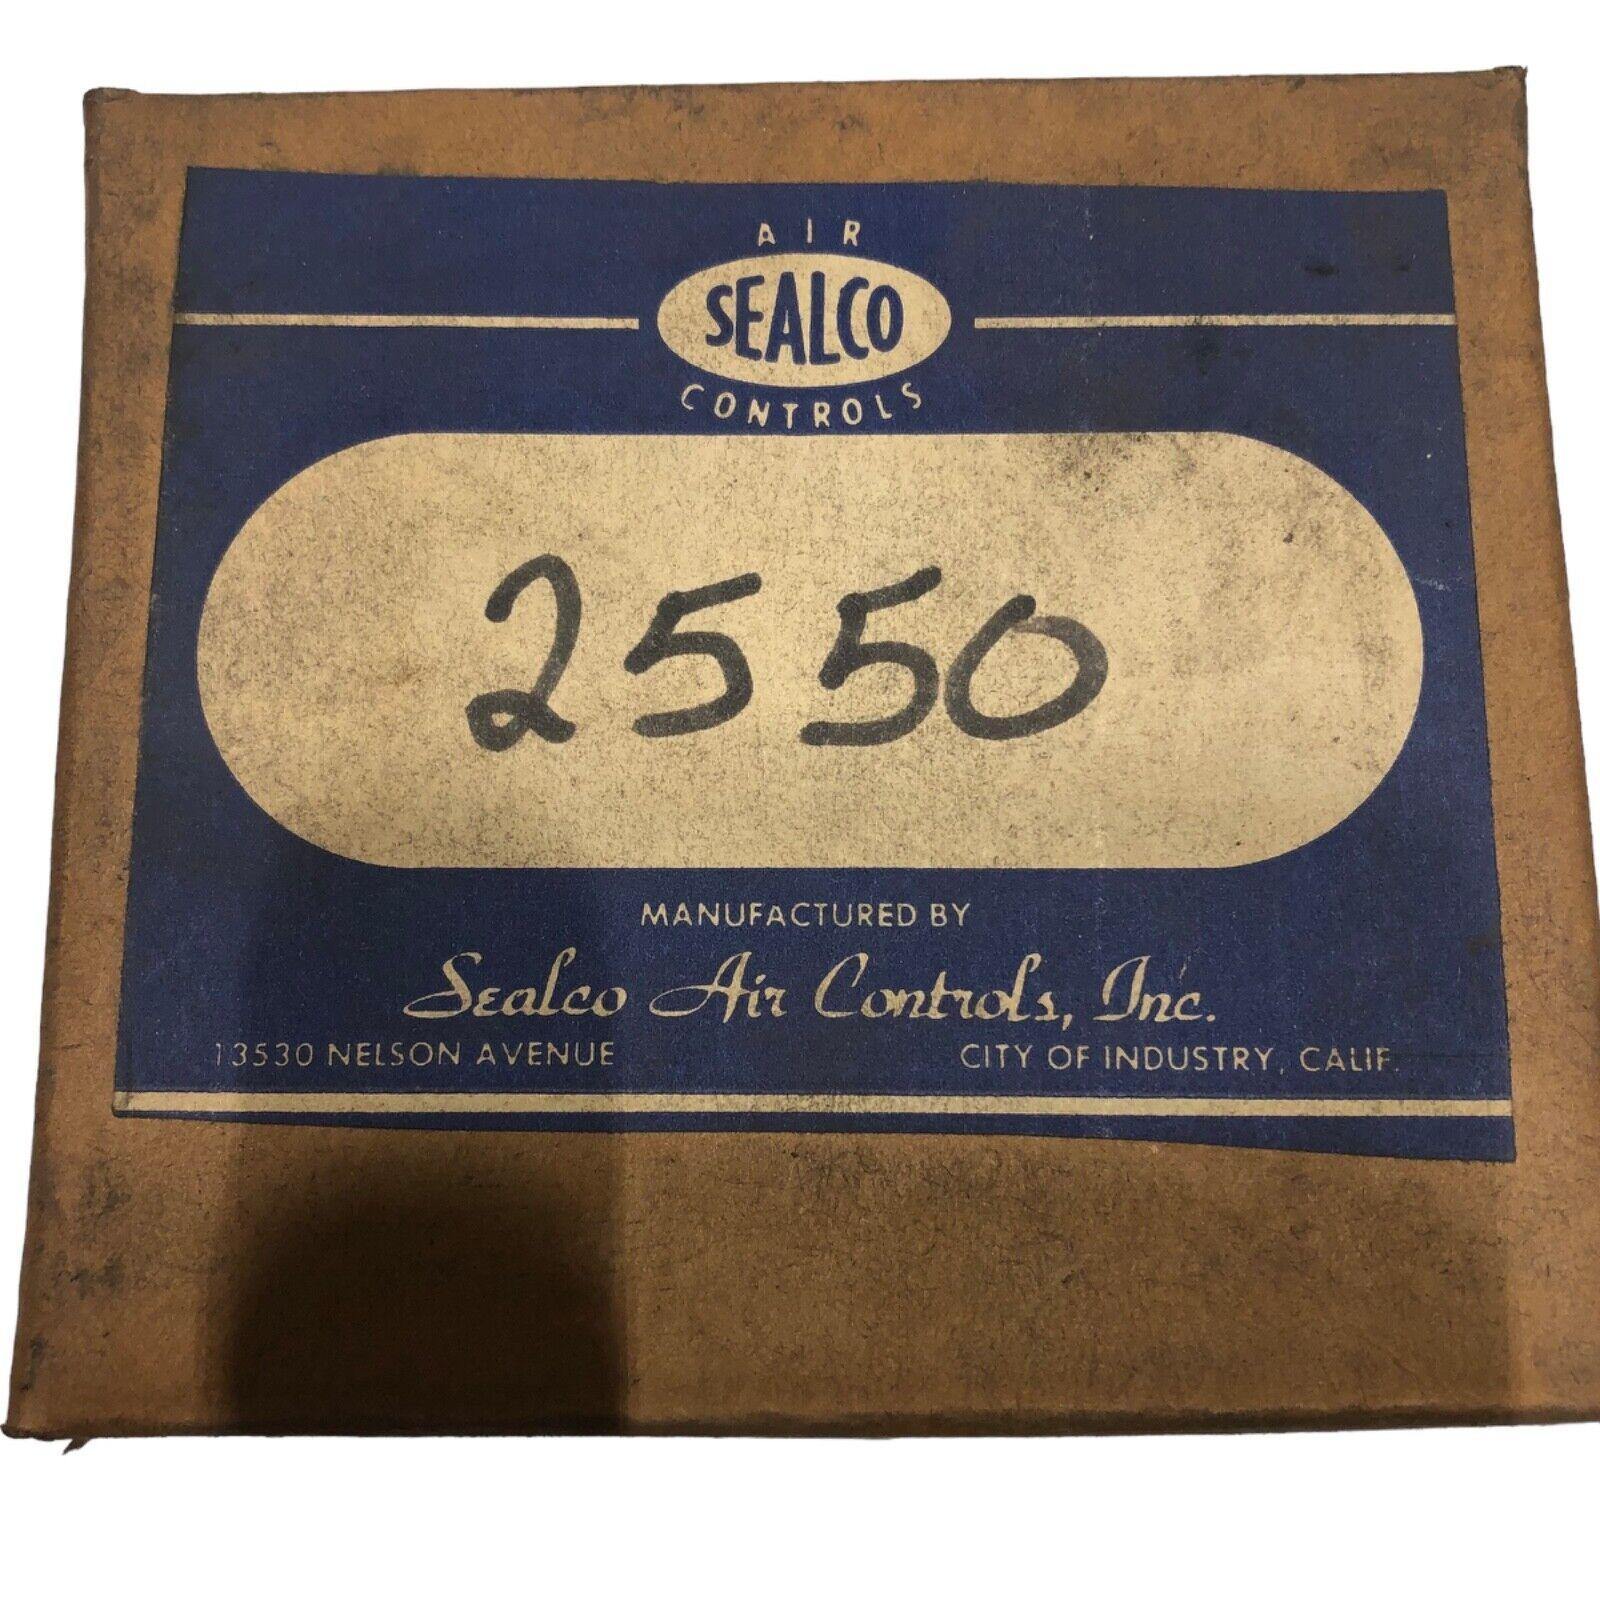 AIR
SEALCO
CONTROLS
2550
MANUFACTURED BY
Sealco Air Controls, Inc.
13530 NELSON AVENUE CITY OF INDUSTRY, CALIF.